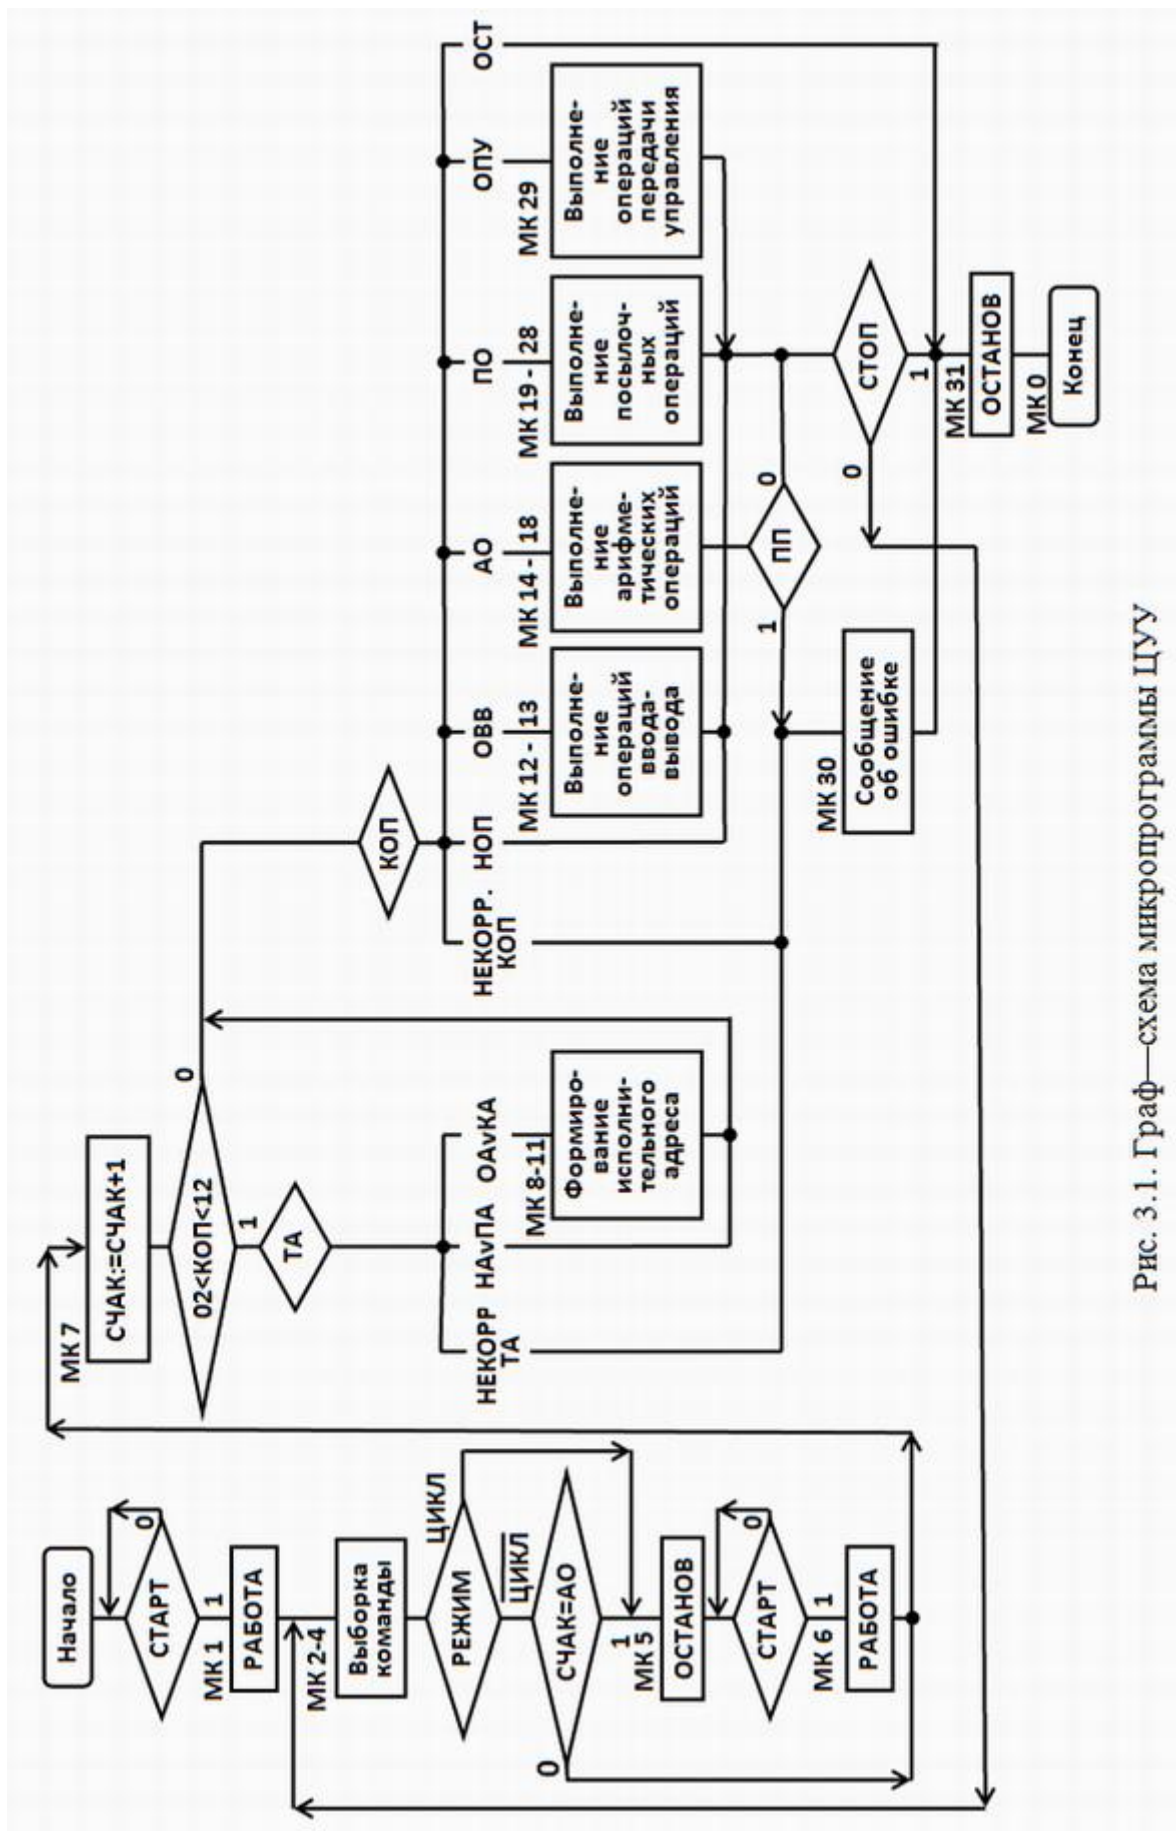 Начало
СТАРТ
0
МК 1
1
РАБОТА
МК 2-4
Выборка
команды
РЕЖИМ
ЦИКЛ
ЦИКЛ
СЧАК=АО
0
1
МК 5
ОСТАНОВ
СТАРТ
0
МК 6
1
РАБОТА
МК 7
СЧАК:=СЧАК+1
02<КОП<12
0
1
ТА
НЕКОРР
ТА
НАvПА
ОАvКА
МК 8-11
Формиро-
вание
исполни-
тельного
адреса
КОП
НЕКОРР.
КОП
НОП
ОВВ
АО
ПО
ОПУ
ОСТ
МК 12 - 13
Выполне-
ние
операций
ввода-
вывода
МК 14 - 18
Выполне-
ние
арифме-
тических
операций
МК 19 - 28
Выполне-
ние
посылоч-
ных
операций
МК 29
Выполне-
ние
операций
передачи
управления
ПП
1
0
МК 30
Сообщение
об ошибке
СТОП
0
1
МК 31
ОСТАНОВ
МК 0
Конец
Рис. 3.1. Граф—схема микропрограммы ЦУУ